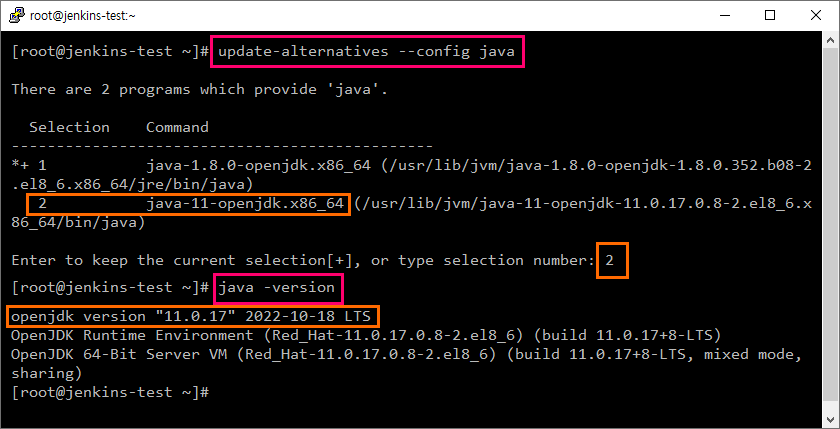 root@jenkins-test:~
[root@jenkins-test ~]# update-alternatives --config java
There are 2 programs which provide 'java'.
  Selection    Command
-----------------------------------------------
*+ 1           java-1.8.0-openjdk.x86_64 (/usr/lib/jvm/java-1.8.0-openjdk-1.8.0.352.b08-2
.el8_6.x86_64/jre/bin/java)
   2           java-11-openjdk.x86_64 (/usr/lib/jvm/java-11-openjdk-11.0.17.0.8-2.el8_6.x
86_64/bin/java)
Enter to keep the current selection[+], or type selection number: 2
[root@jenkins-test ~]# java -version
openjdk version "11.0.17" 2022-10-18 LTS
OpenJDK Runtime Environment (Red_Hat-11.0.17.0.8-2.el8_6) (build 11.0.17+8-LTS)
OpenJDK 64-Bit Server VM (Red_Hat-11.0.17.0.8-2.el8_6) (build 11.0.17+8-LTS, mixed mode,
sharing)
[root@jenkins-test ~]#